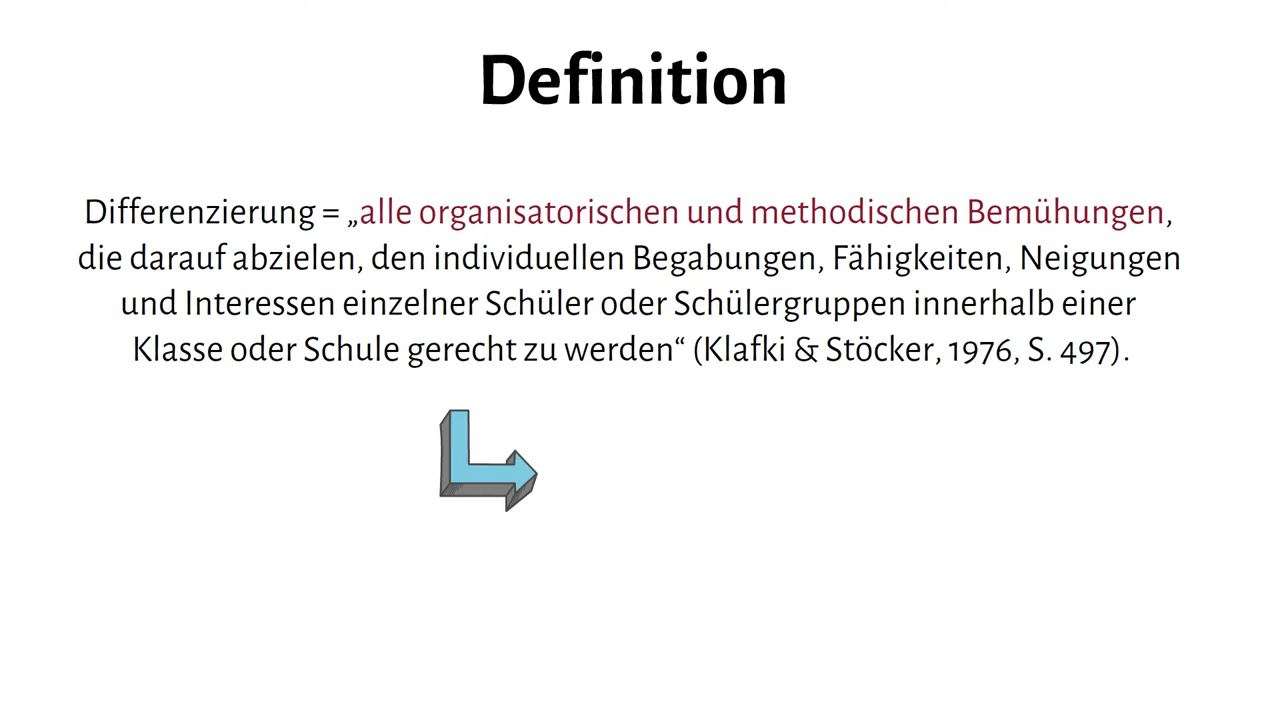 Definition
Differenzierung = „alle organisatorischen und methodischen Bemühungen,
die darauf abzielen, den individuellen Begabungen, Fähigkeiten, Neigungen
und Interessen einzelner Schüler oder Schülergruppen innerhalb einer
Klasse oder Schule gerecht zu werden“ (Klafki & Stöcker, 1976, S. 497).